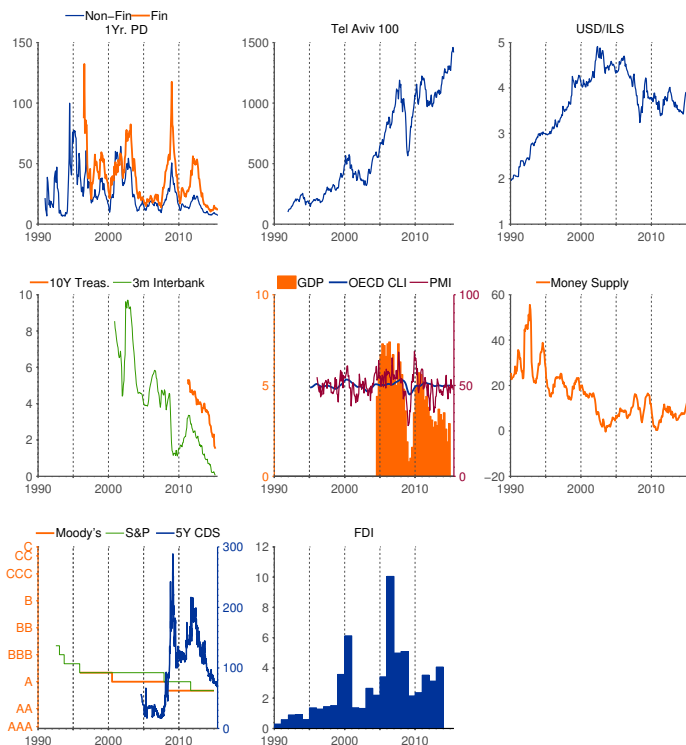 Non-Fin Fin
1Yr. PD
150
100
50
0
1990 2000 2010
Tel Aviv 100
1500
1000
500
0
1990 2000 2010
USD/ILS
5
4
3
2
1
1990 2000 2010
10Y Treas. 3m Interbank
10
8
6
4
2
0
1990 2000 2010
GDP OECD CLI PMI
10 100
5 50
0 0
1990 2000 2010
Money Supply
60
40
20
0
−20
1990 2000 2010
Moody's S&P 5Y CDS
C 300
CC
CCC
B 200
BB
BBB
A 100
AA
AAA 0
1990 2000 2010
FDI
12
10
8
6
4
2
0
1990 2000 2010